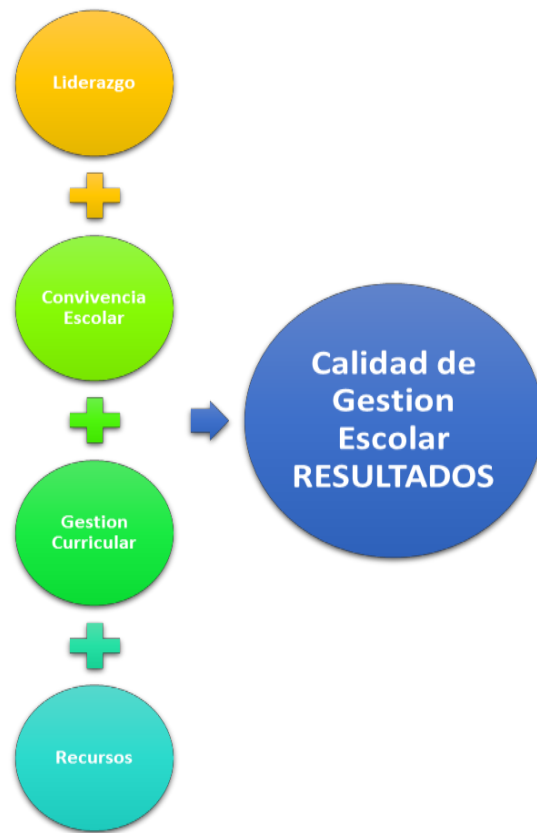 Liderazgo
Convivencia
Escolar
Gestion
Curricular
Recursos
Calidad de
Gestion
Escolar
RESULTADOS